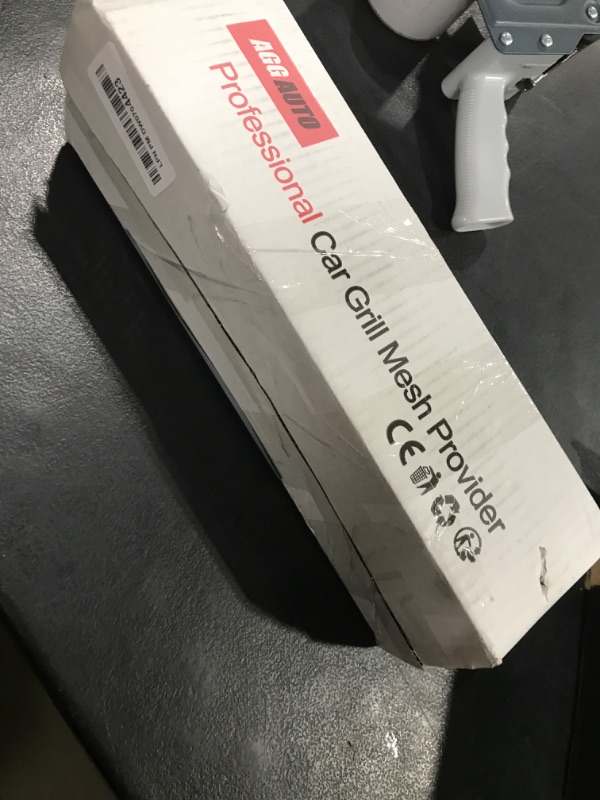 AGG AUTO
Professional Car Grill Mesh Provider
CE